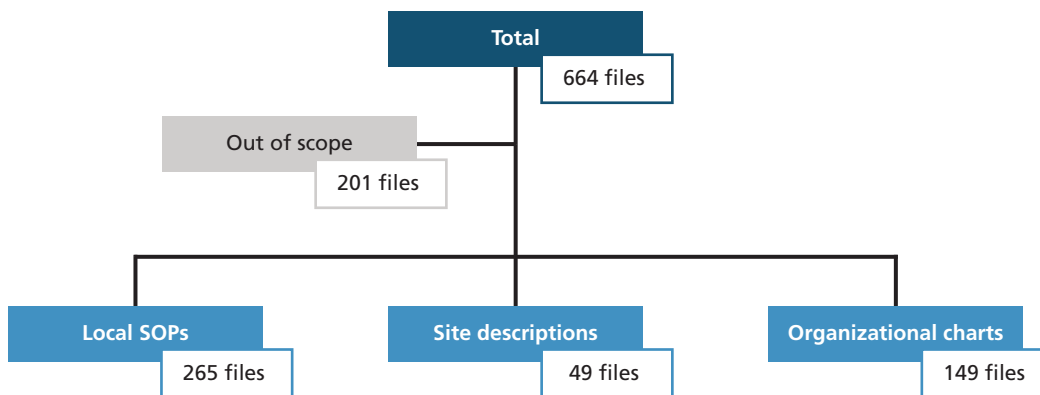 Total
664 files
Out of scope
201 files
Local SOPs
265 files
Site descriptions
49 files
Organizational charts
149 files